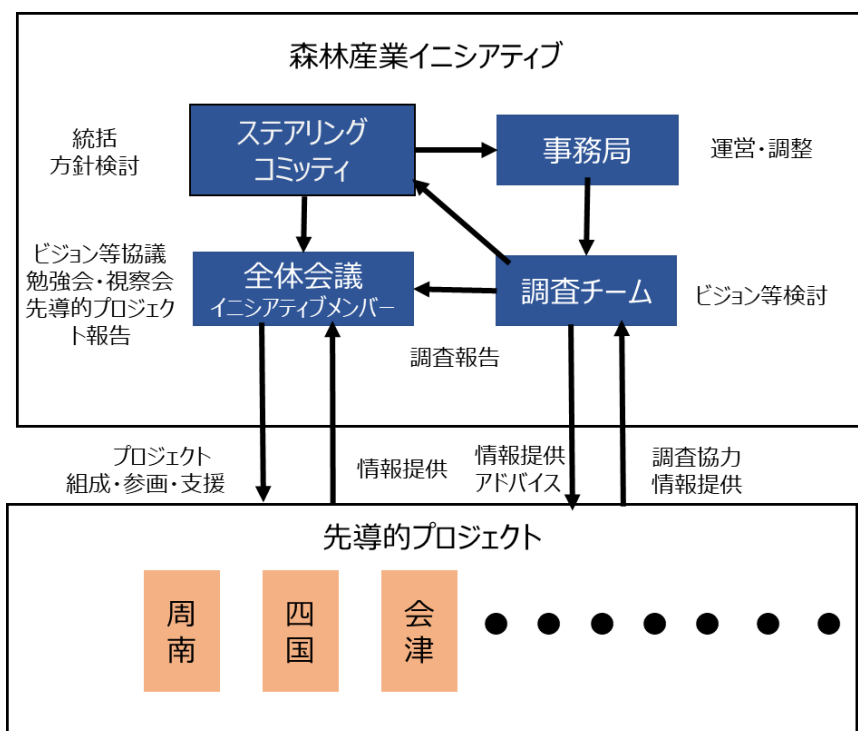 森林産業イニシアティブ
統括
方針検討
ステアリング
コミッティ
事務局
運営・調整
ビジョン等協議
勉強会・視察会
先導的プロジェク
ト報告
全体会議
イニシアティブメンバー
調査チーム
ビジョン等検討
調査報告
プロジェクト
組成・参画・支援
情報提供
情報提供
アドバイス
調査協力
情報提供
先導的プロジェクト
周南
四国
会津